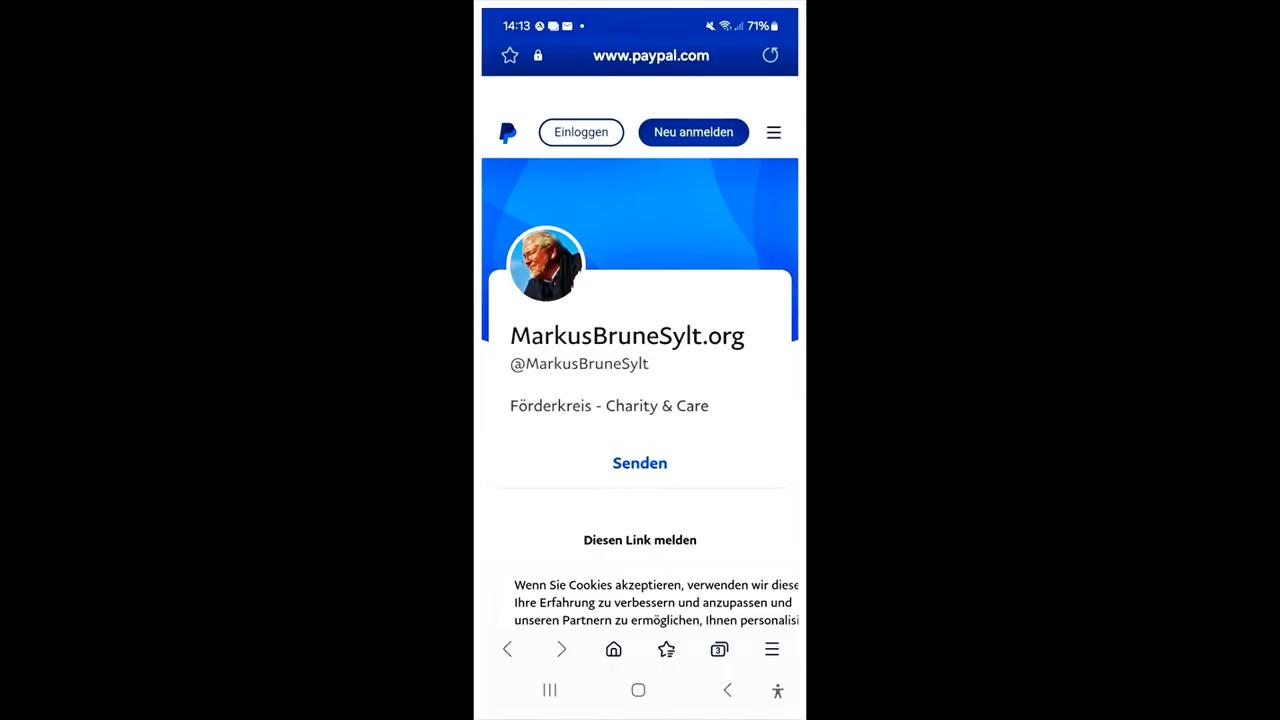 14:13
71%
www.paypal.com
Einloggen
Neu anmelden
MarkusBruneSylt.org
@MarkusBruneSylt
Förderkreis - Charity & Care
Senden
Diesen Link melden
Wenn Sie Cookies akzeptieren, verwenden wir diese
Ihre Erfahrung zu verbessern und anzupassen und
unseren Partnern zu ermöglichen, Ihnen personalisi
3